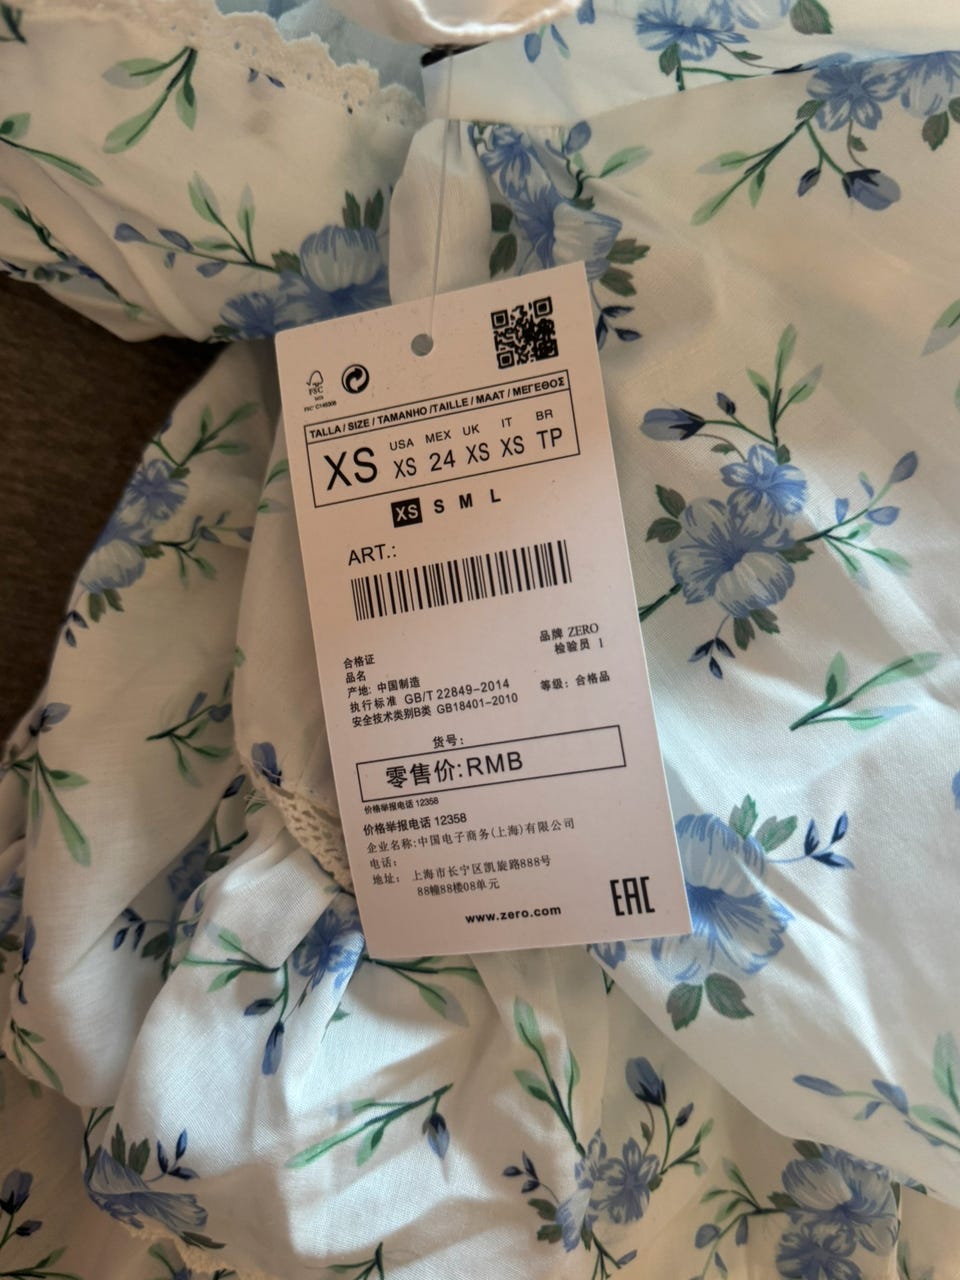 FSC
MIX
FSC® C145308
TALLA / SIZE / TAMANHO /TAILLE / MAAT / ΜΕΓΕΘΟΣ
XS
USA MEX UK IT BR
XS 24 XS XS TP
XS S M L
ART.:
合格证
品名
品牌 ZERO
检验员 1
产地: 中国制造
执行标准 GB/T 22849-2014
等级: 合格品
安全技术类别B类 GB18401-2010
货号:
零售价:RMB
价格举报电话 12358
价格举报电话 12358
企业名称:中国电子商务(上海)有限公司
电话:
地址: 上海市长宁区凯旋路888号
88幢88楼08单元
www.zero.com
EAC